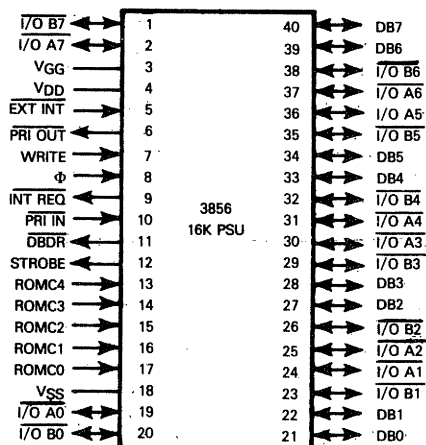 I/O B7 1 40 DB7
I/O A7 2 39 DB6
VGG 3 38 I/O B6
VDD 4 37 I/O A6
EXT INT 5 36 I/O A5
PRI OUT 6 35 I/O B5
WRITE 7 34 DB5
Φ 8 33 DB4
INT REQ 9 32 I/O B4
3856
PRI IN 10 31 I/O A4
16K PSU
DBDR 11 30 I/O A3
STROBE 12 29 I/O B3
ROMC4 13 28 DB3
ROMC3 14 27 DB2
ROMC2 15 26 I/O B2
ROMC1 16 25 I/O A2
ROMC0 17 24 I/O A1
VSS 18 23 I/O B1
I/O A0 19 22 DB1
I/O B0 20 21 DB0